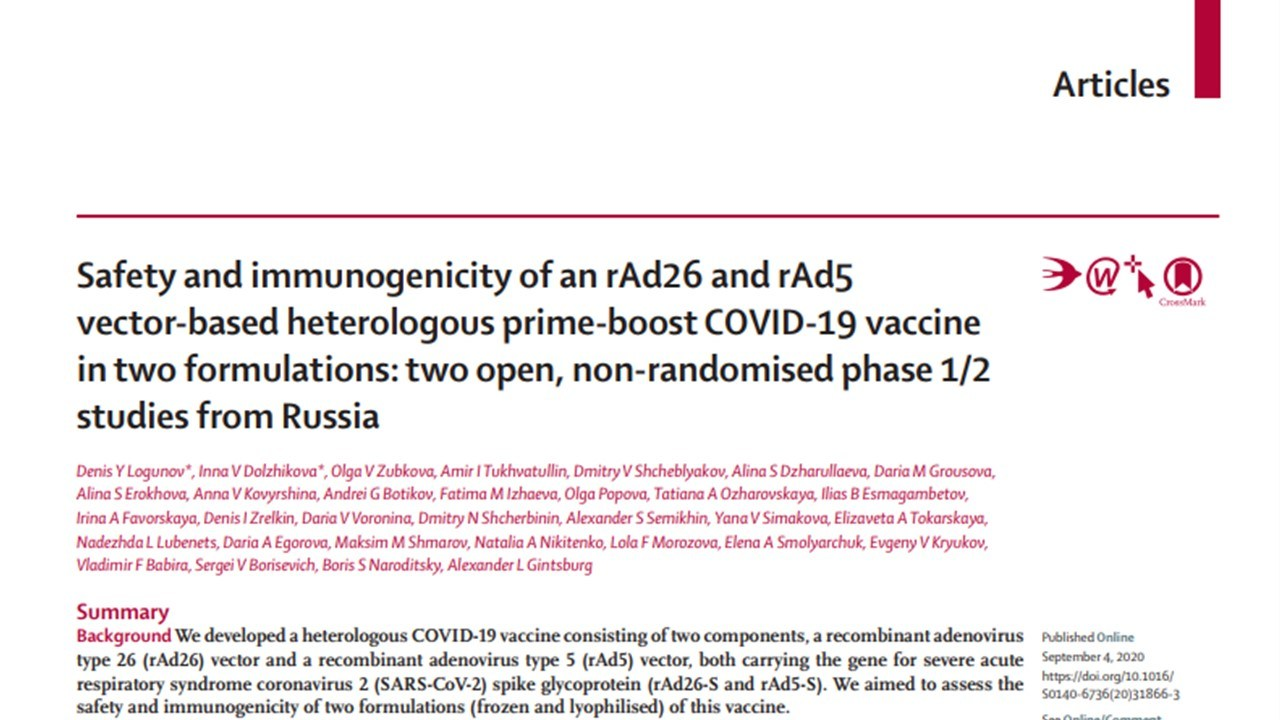 Articles
Safety and immunogenicity of an rAd26 and rAd5
vector-based heterologous prime-boost COVID-19 vaccine
in two formulations: two open, non-randomised phase 1/2
studies from Russia
CrossMark
Denis Y Logunov*, Inna V Dolzhikova*, Olga V Zubkova, Amir I Tukhvatullin, Dmitry V Shcheblyakov, Alina S Dzharullaeva, Daria M Grousova,
Alina S Erokhova, Anna V Kovyrshina, Andrei G Botikov, Fatima M Izhaeva, Olga Popova, Tatiana A Ozharovskaya, Ilias B Esmagambetov,
Irina A Favorskaya, Denis I Zrelkin, Daria V Voronina, Dmitry N Shcherbinin, Alexander S Semikhin, Yana V Simakova, Elizaveta A Tokarskaya,
Nadezhda L Lubenets, Daria A Egorova, Maksim M Shmarov, Natalia A Nikitenko, Lola F Morozova, Elena A Smolyarchuk, Evgeny V Kryukov,
Vladimir F Babira, Sergei V Borisevich, Boris S Naroditsky, Alexander L Gintsburg
Summary
Background We developed a heterologous COVID-19 vaccine consisting of two components, a recombinant adenovirus
type 26 (rAd26) vector and a recombinant adenovirus type 5 (rAd5) vector, both carrying the gene for severe acute
respiratory syndrome coronavirus 2 (SARS-CoV-2) spike glycoprotein (rAd26-S and rAd5-S). We aimed to assess the
safety and immunogenicity of two formulations (frozen and lyophilised) of this vaccine.
Published Online
September 4, 2020
https://doi.org/10.1016/
S0140-6736(20)31866-3
See Online/Comment